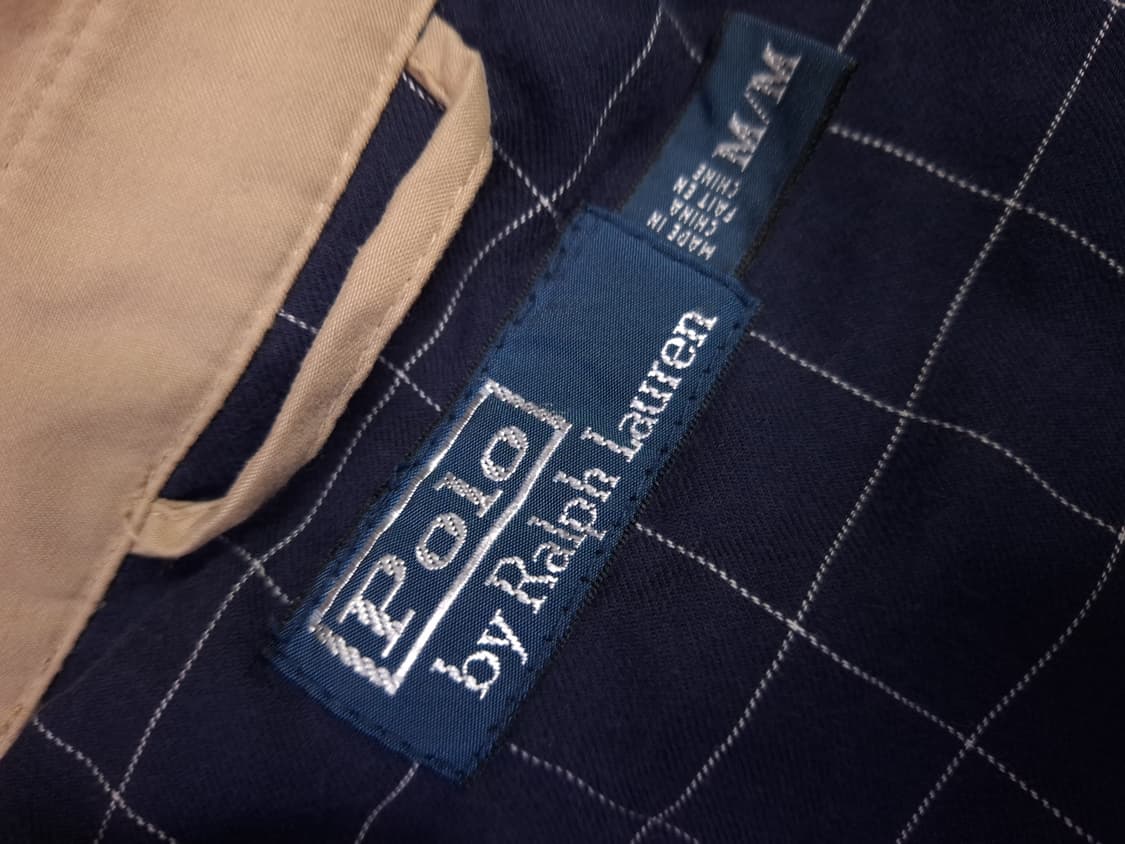 Polo
by Ralph Lauren
MADE IN
CHINA
FAIT EN
CHINE
M/M